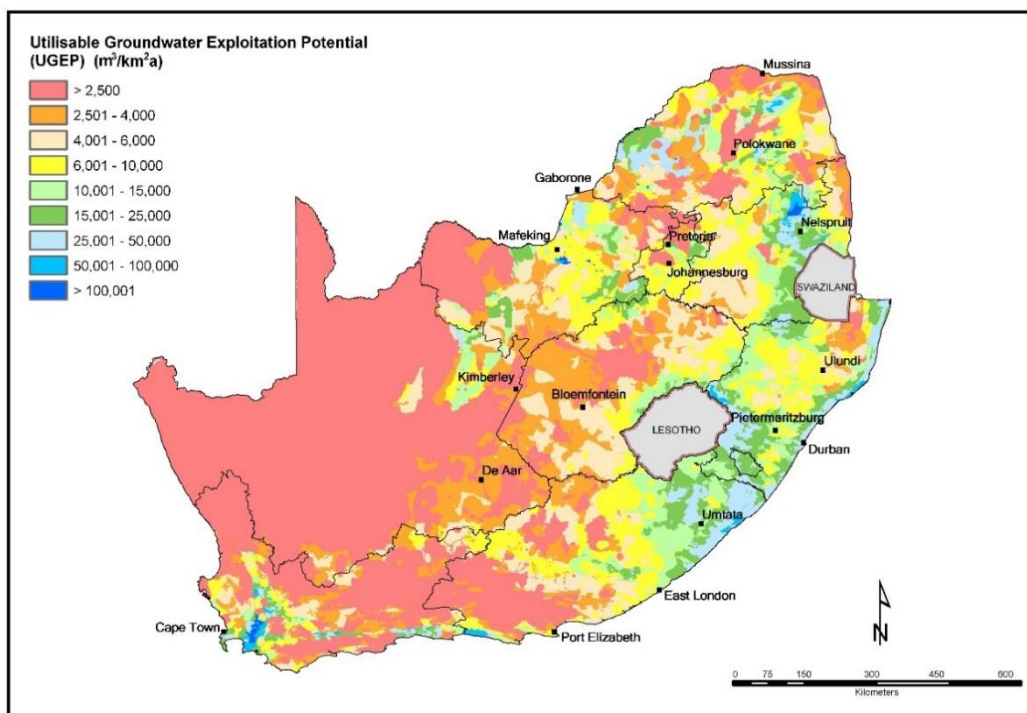 Utilisable Groundwater Exploitation Potential
(UGEP) (m³/km²a)
> 2,500
2,501 - 4,000
4,001 - 6,000
6,001 - 10,000
10,001 - 15,000
15,001 - 25,000
25,001 - 50,000
50,001 - 100,000
> 100,001
Mussina
Polokwane
Gaborone
Nelspruit
Mafeking
Pretoria
Johannesburg
SWAZILAND
Ulundi
Kimberley
Bloemfontein
Pietermaritzburg
LESOTHO
Durban
De Aar
Umtata
East London
Cape Town
Port Elizabeth
N
0 75 150 300 450 600
Kilometers